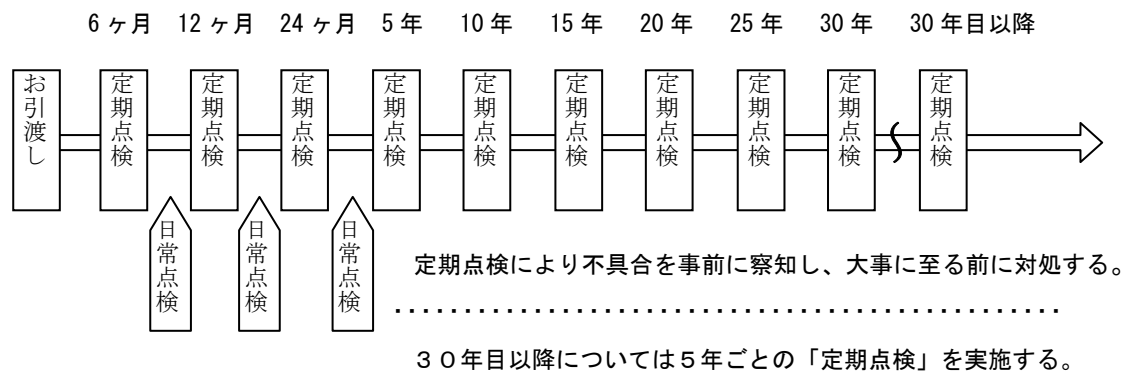 6ヶ月 12ヶ月 24ヶ月 5年 10年 15年 20年 25年 30年 30年目以降
お引渡し
定期点検
定期点検
定期点検
定期点検
定期点検
定期点検
定期点検
定期点検
定期点検
定期点検
日常点検
日常点検
日常点検
定期点検により不具合を事前に察知し、大事に至る前に対処する。
・・・・・・・・・・・・・・・・・・・・・・・・・・・・・・・・・・・・・・・・・・・・・・・・
３０年目以降については５年ごとの「定期点検」を実施する。